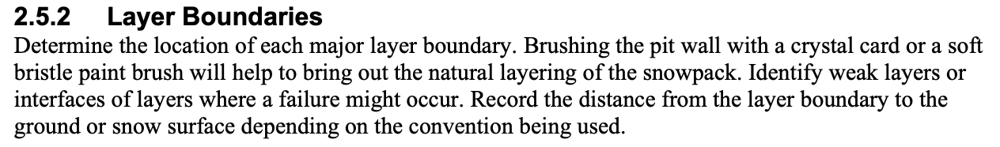 2.5.2 Layer Boundaries
Determine the location of each major layer boundary. Brushing the pit wall with a crystal card or a soft
bristle paint brush will help to bring out the natural layering of the snowpack. Identify weak layers or
interfaces of layers where a failure might occur. Record the distance from the layer boundary to the
ground or snow surface depending on the convention being used.